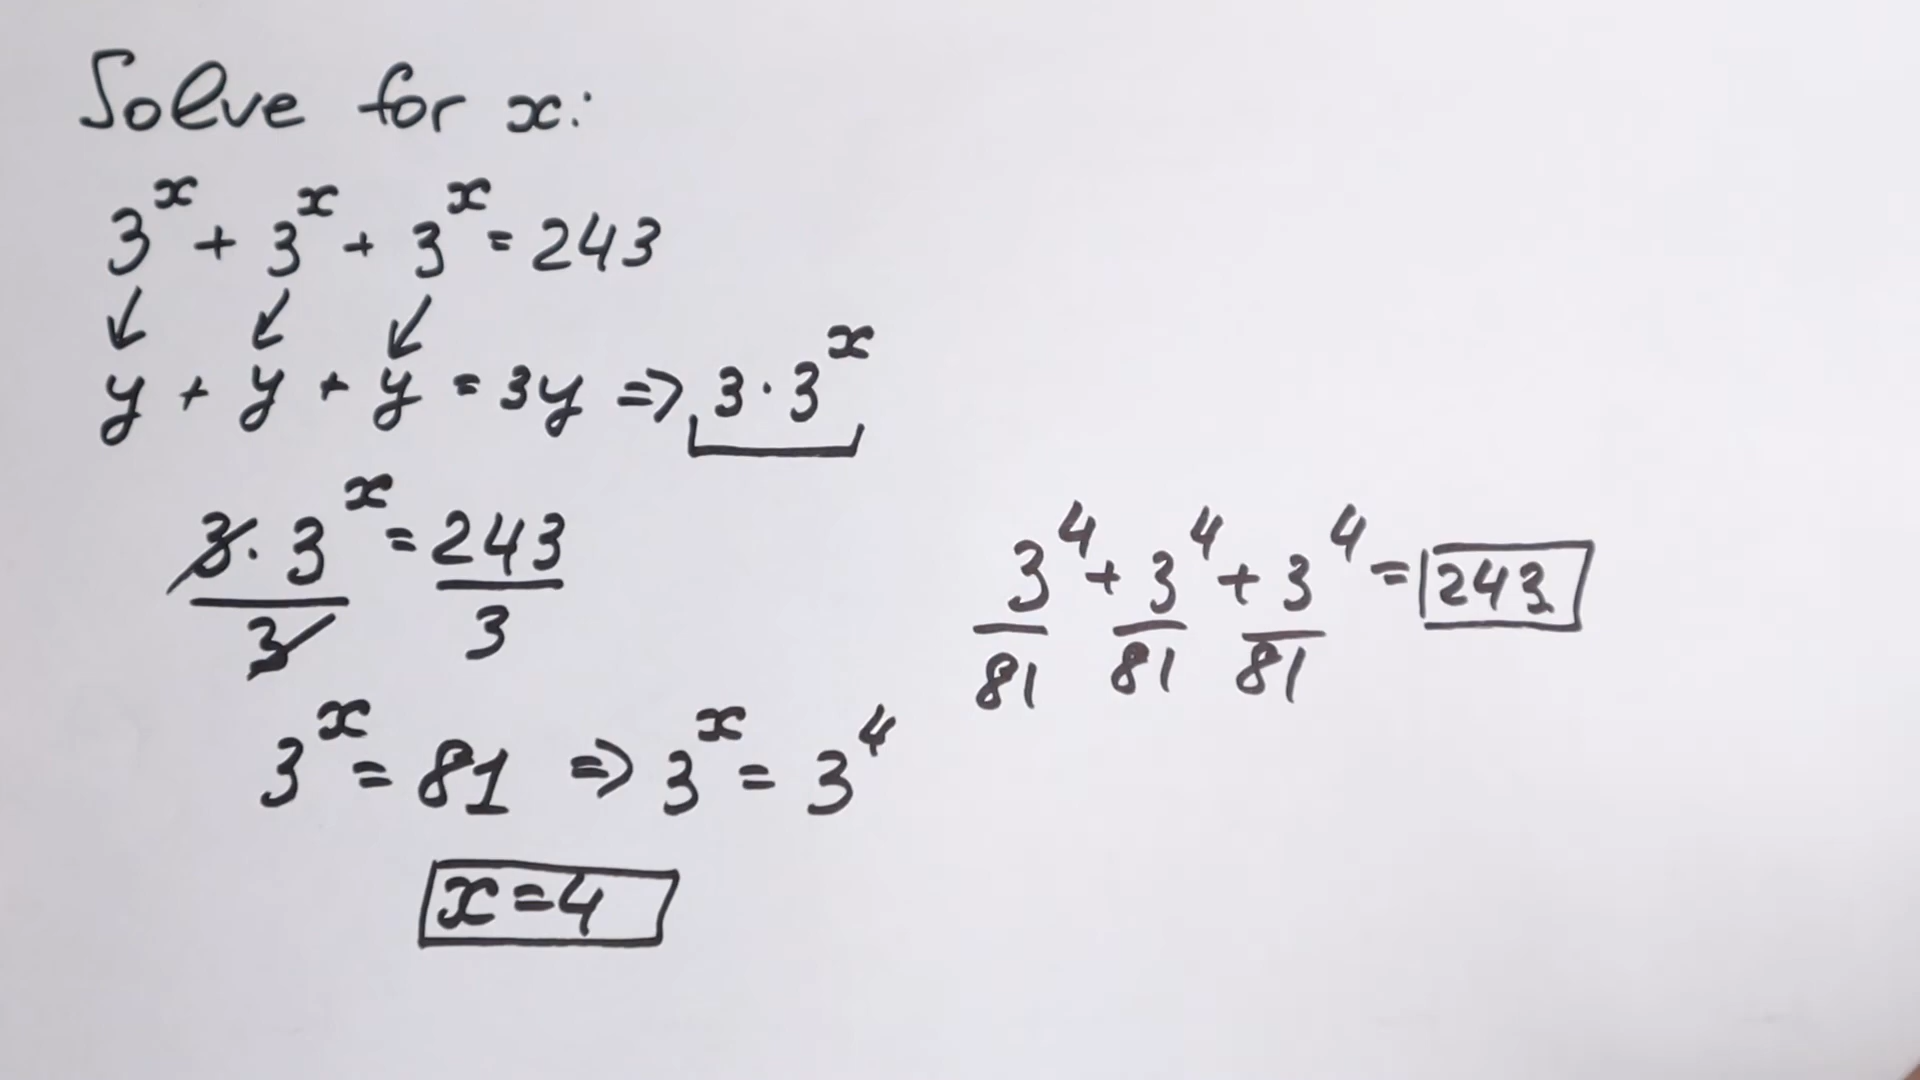 Solve for x:
3^x + 3^x + 3^x = 243
↙ ↙ ↙
y + y + y = 3y => 3 · 3^x
3 · 3^x = 243
3 3
3^x = 81 => 3^x = 3^4
x = 4
3^4 + 3^4 + 3^4 = 243
81 81 81